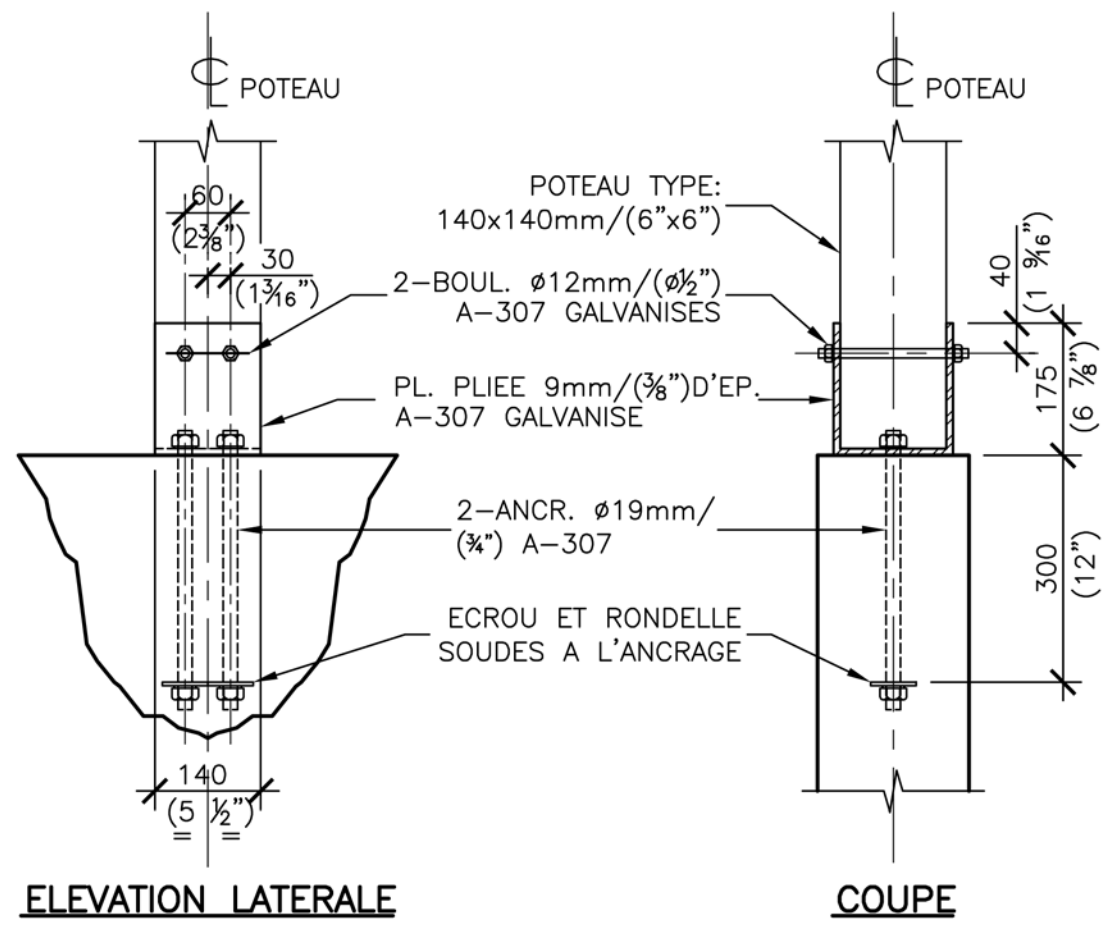 ℄ POTEAU
℄ POTEAU
60
(2⅜")
30
(1 3/16")
POTEAU TYPE:
140x140mm/(6"x6")
2-BOUL. ø12mm/(ø½")
A-307 GALVANISES
PL. PLIEE 9mm/(⅜")D'EP.
A-307 GALVANISE
2-ANCR. ø19mm/
(¾") A-307
ECROU ET RONDELLE
SOUDES A L'ANCRAGE
40
(1 9/16")
175
(6 ⅞")
300
(12")
140
(5 ½")
ELEVATION LATERALE
COUPE